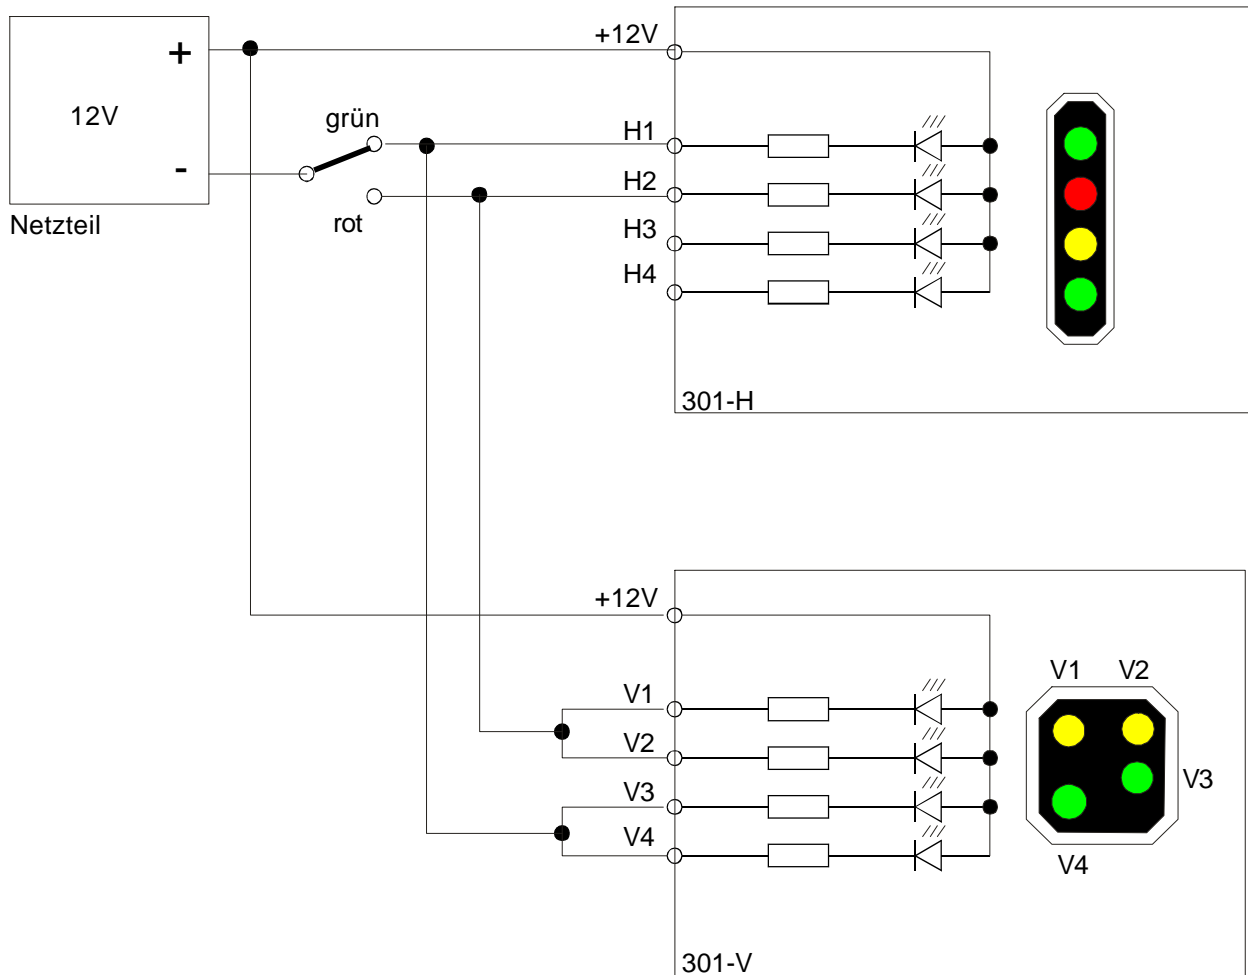 +
12V
-
Netzteil
grün
rot
+12V
H1
H2
H3
H4
301-H
+12V
V1
V2
V3
V4
V1 V2
V3
V4
301-V